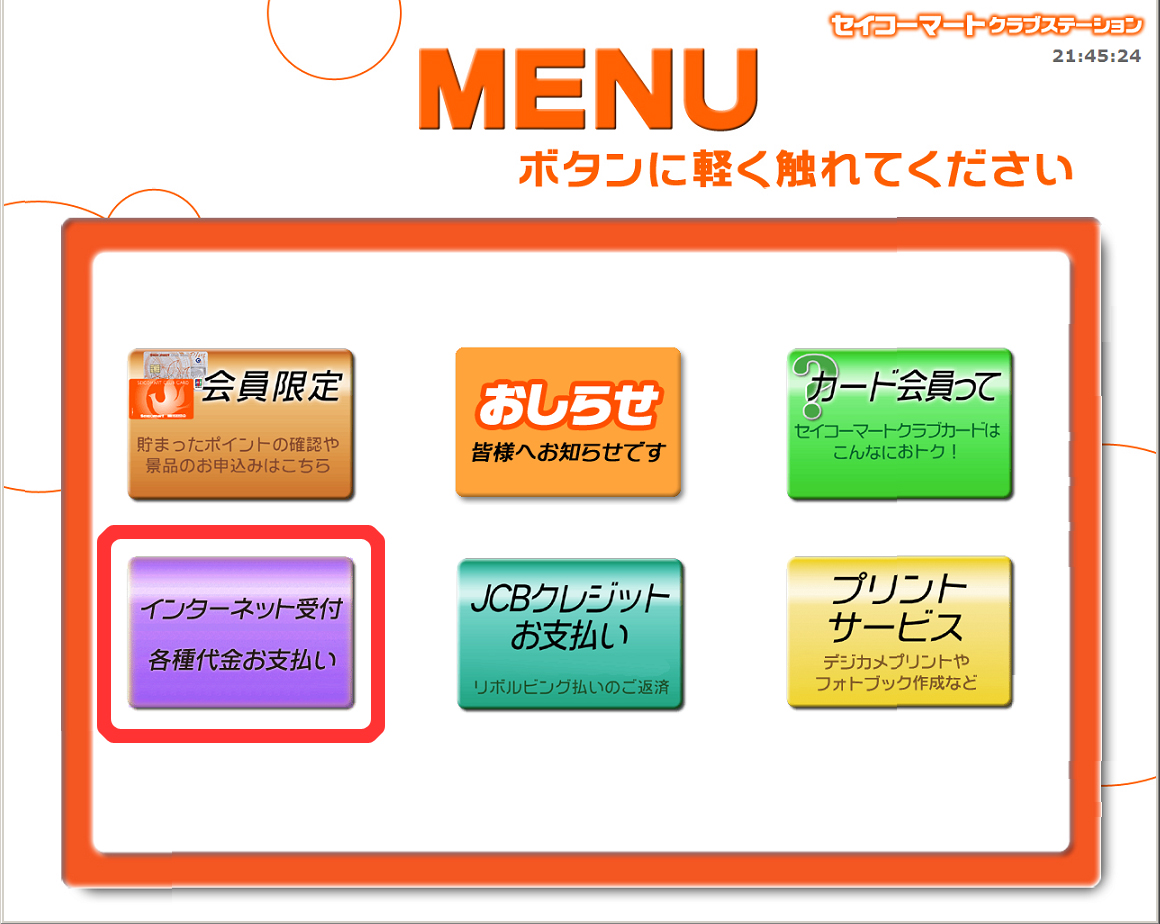 セイコーマートクラブステーション
21:45:24
MENU
ボタンに軽く触れてください
会員限定
貯まったポイントの確認や
景品のお申込みはこちら
おしらせ
皆様へお知らせです
?
カード会員って
セイコーマートクラブカードは
こんなにおトク!
インターネット受付
各種代金お支払い
JCBクレジット
お支払い
リボルビング払いのご返済
プリント
サービス
デジカメプリントや
フォトブック作成など